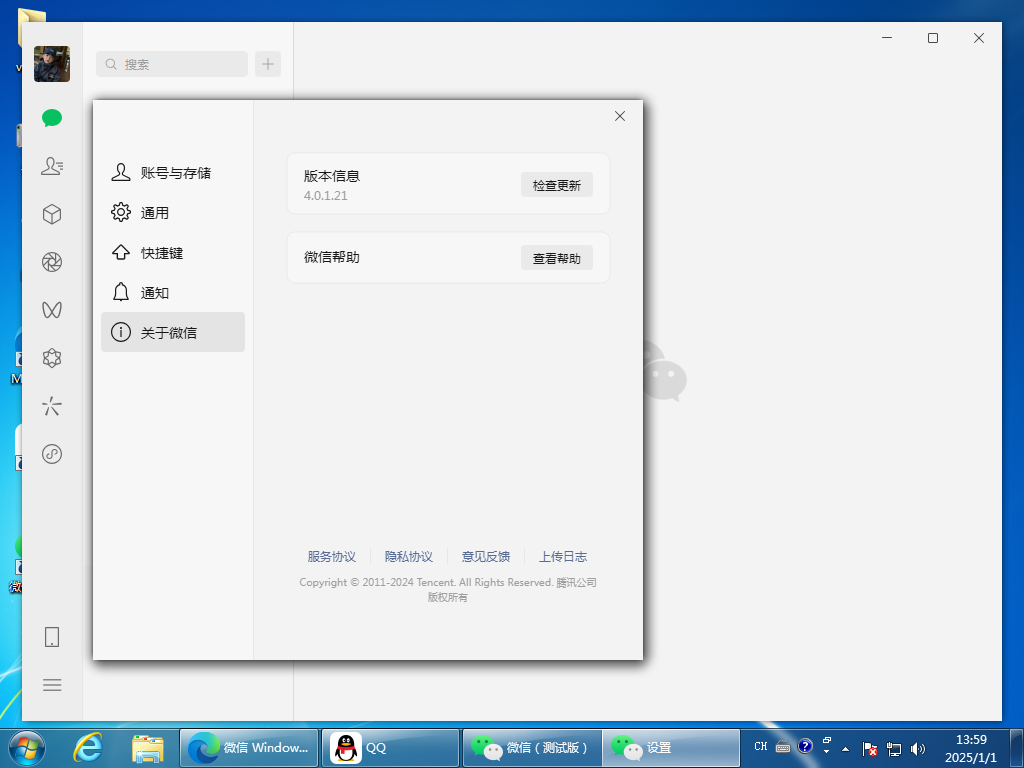 搜索
账号与存储
通用
快捷键
通知
关于微信
版本信息
4.0.1.21
检查更新
微信帮助
查看帮助
服务协议
隐私协议
意见反馈
上传日志
Copyright © 2011-2024 Tencent. All Rights Reserved. 腾讯公司
版权所有
微信 Window...
QQ
微信（测试版）
设置
CH
13:59
2025/1/1